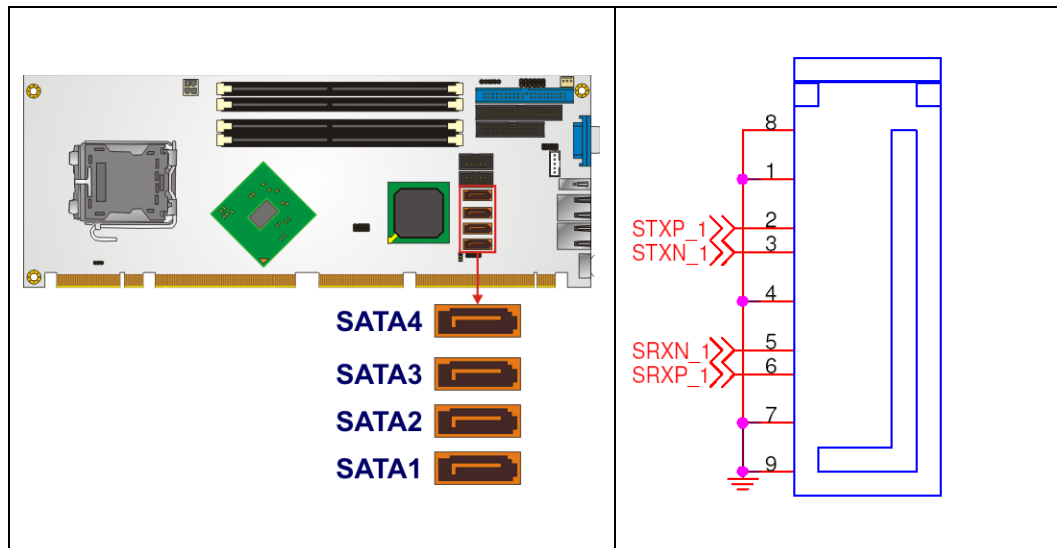 SATA4
SATA3
SATA2
SATA1
8
1
STXP_1 2
STXN_1 3
4
SRXN_1 5
SRXP_1 6
7
9